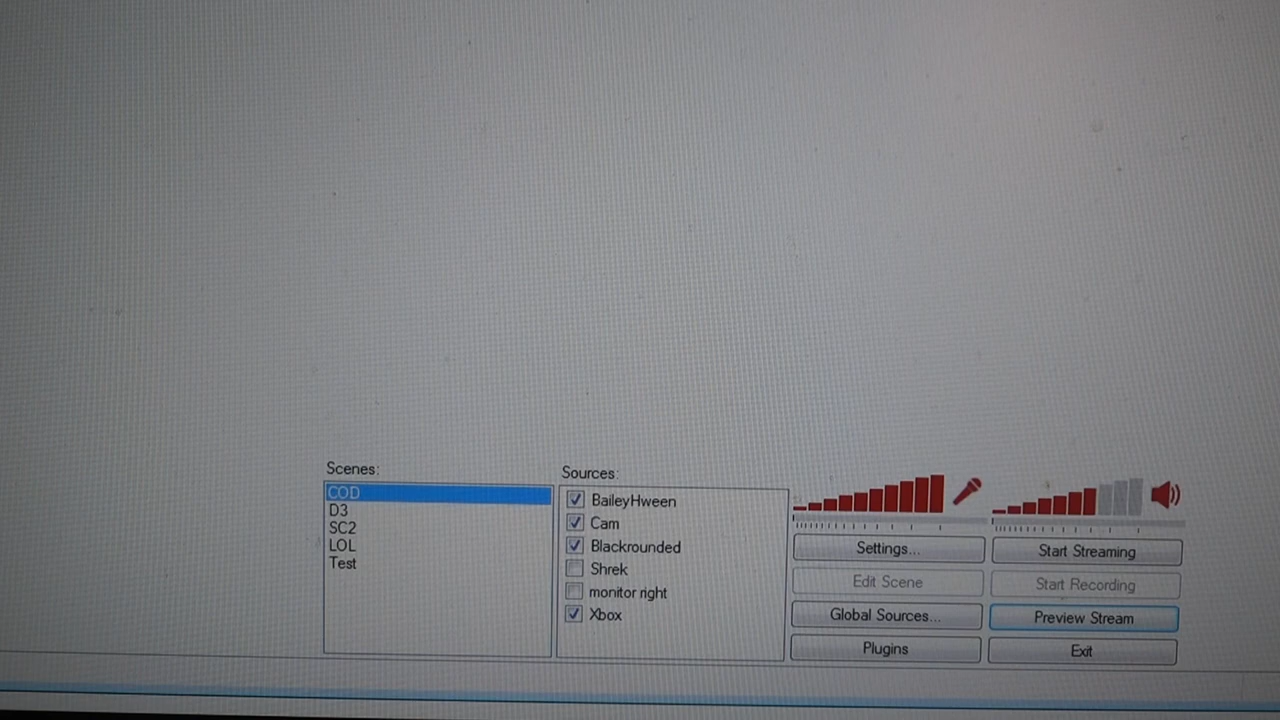 Scenes:
COD
D3
SC2
LOL
Test
Sources:
BaileyHween
Cam
Blackrounded
Shrek
monitor right
Xbox
Settings...
Start Streaming
Edit Scene
Start Recording
Global Sources...
Preview Stream
Plugins
Exit